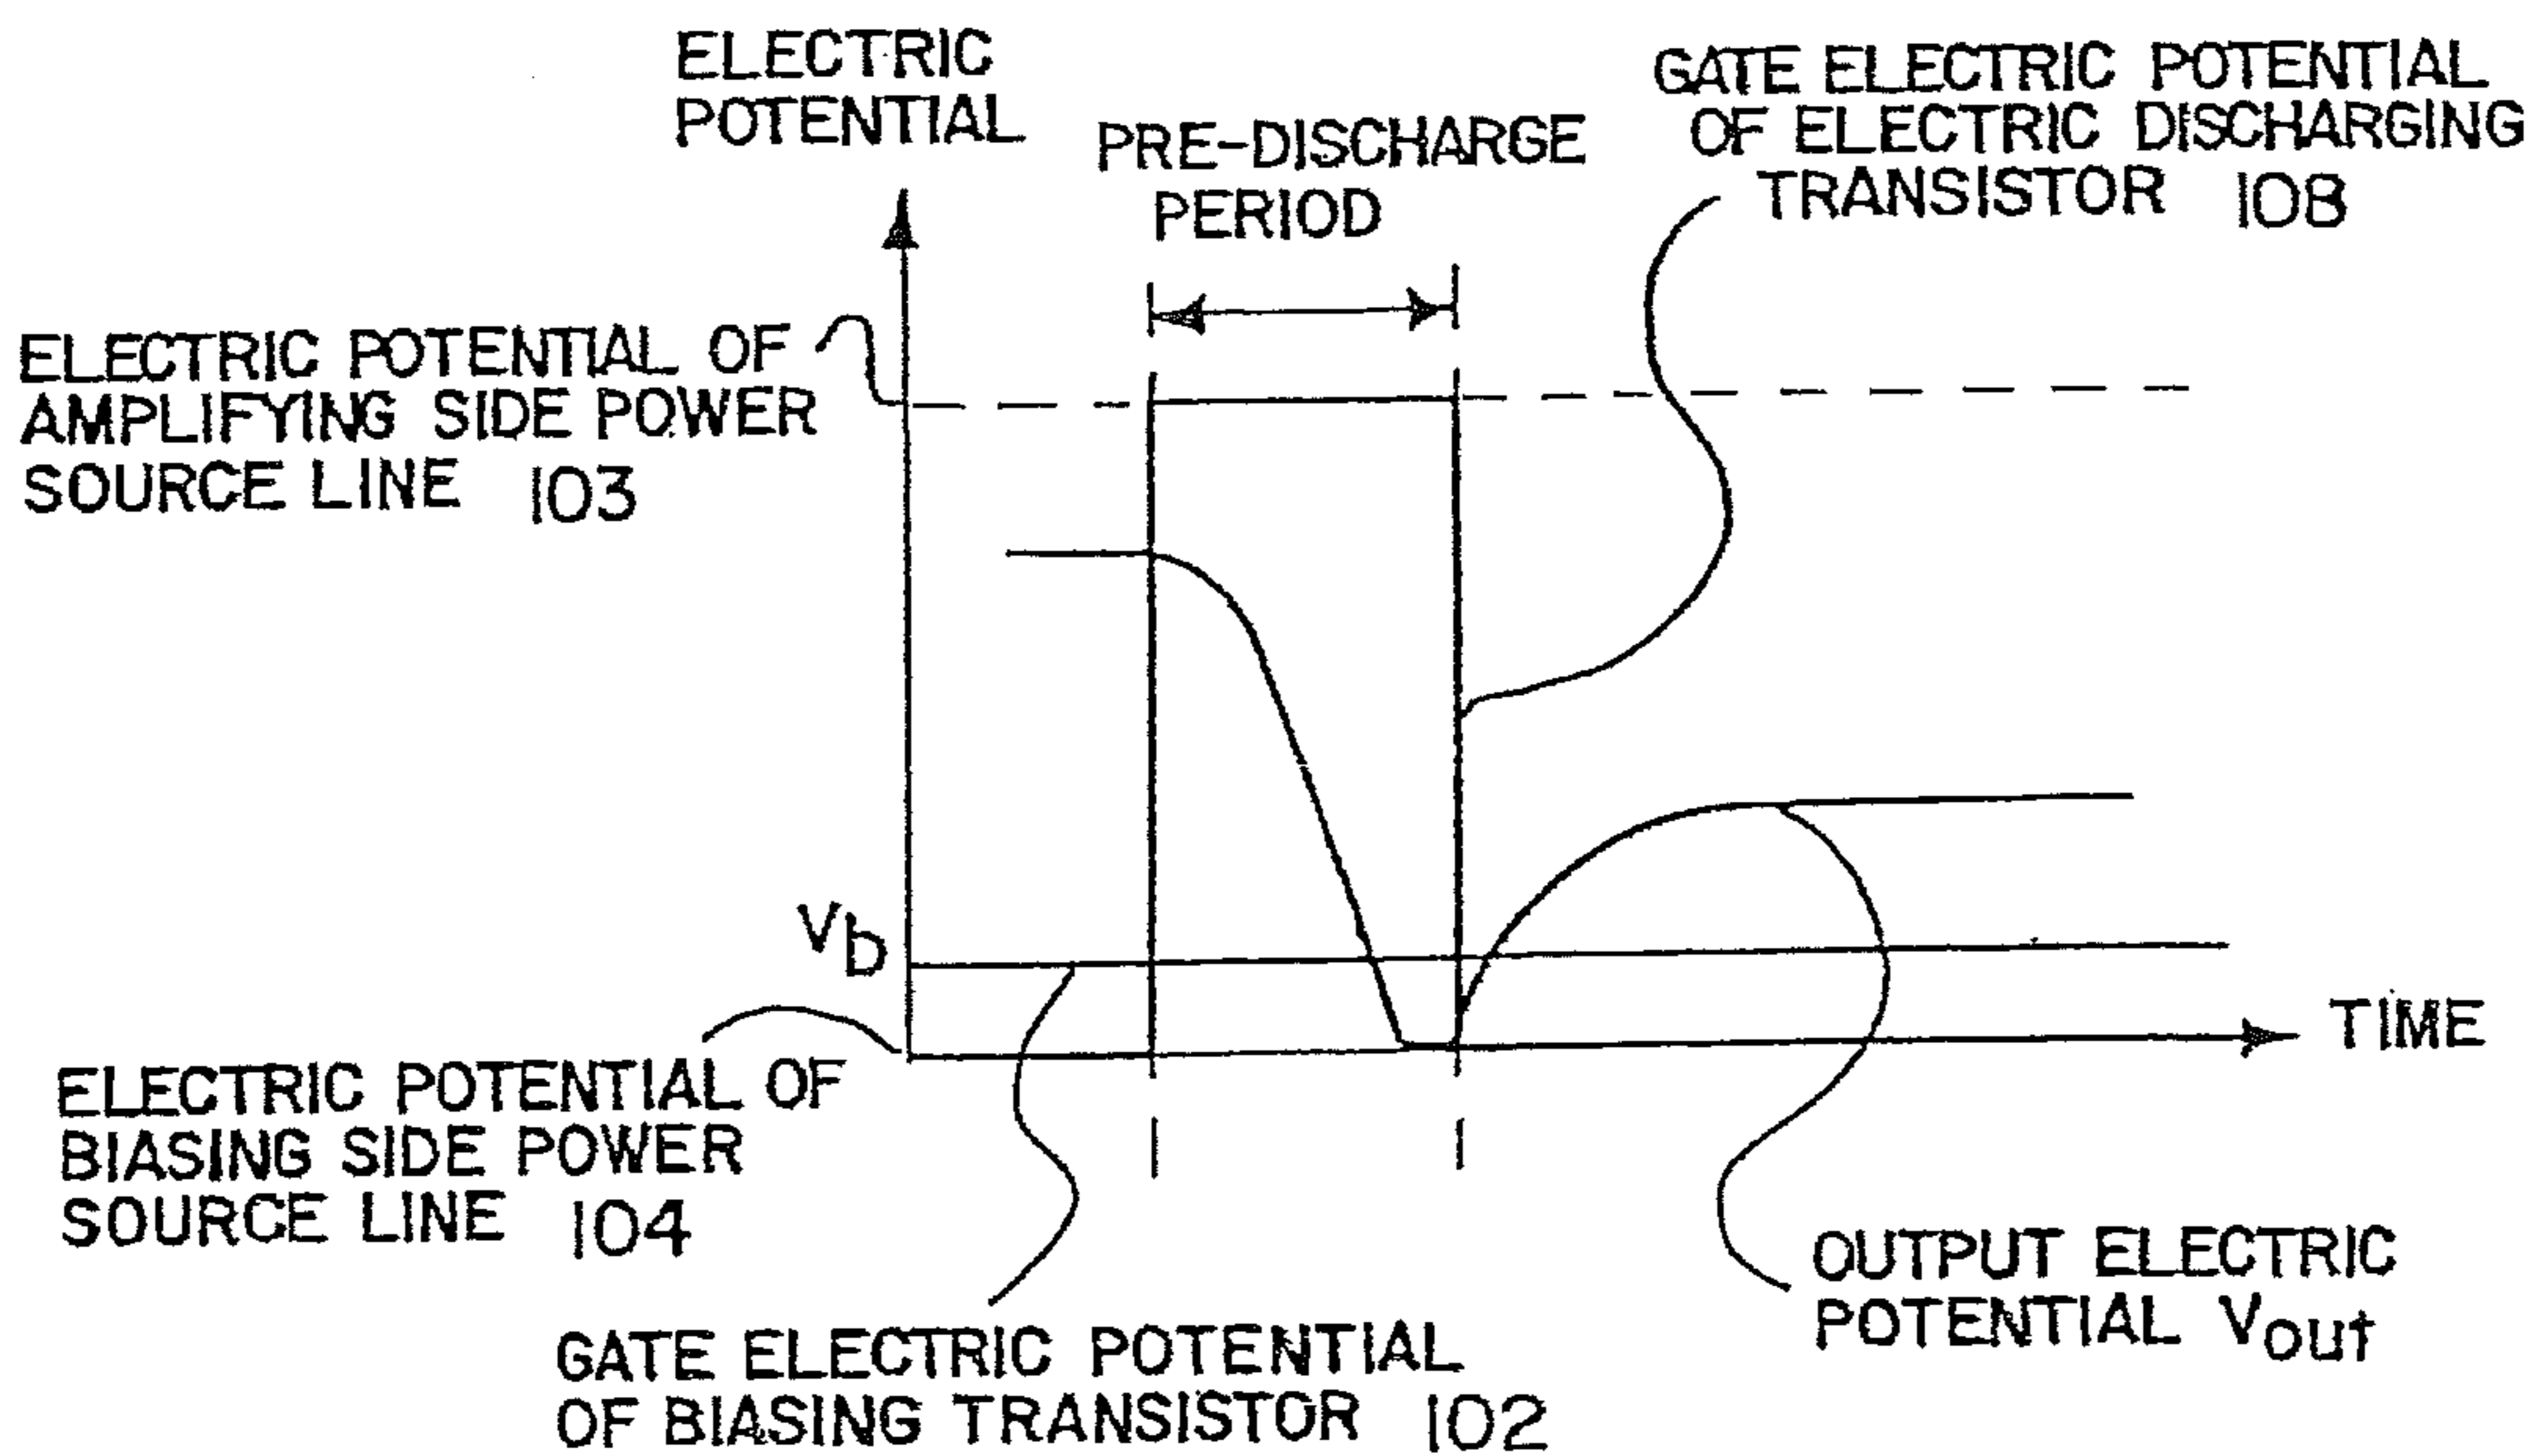 ELECTRIC
POTENTIAL
PRE-DISCHARGE
PERIOD
GATE ELECTRIC POTENTIAL
OF ELECTRIC DISCHARGING
TRANSISTOR 108
ELECTRIC POTENTIAL OF
AMPLIFYING SIDE POWER
SOURCE LINE 103
Vb
TIME
ELECTRIC POTENTIAL OF
BIASING SIDE POWER
SOURCE LINE 104
OUTPUT ELECTRIC
POTENTIAL Vout
GATE ELECTRIC POTENTIAL
OF BIASING TRANSISTOR 102